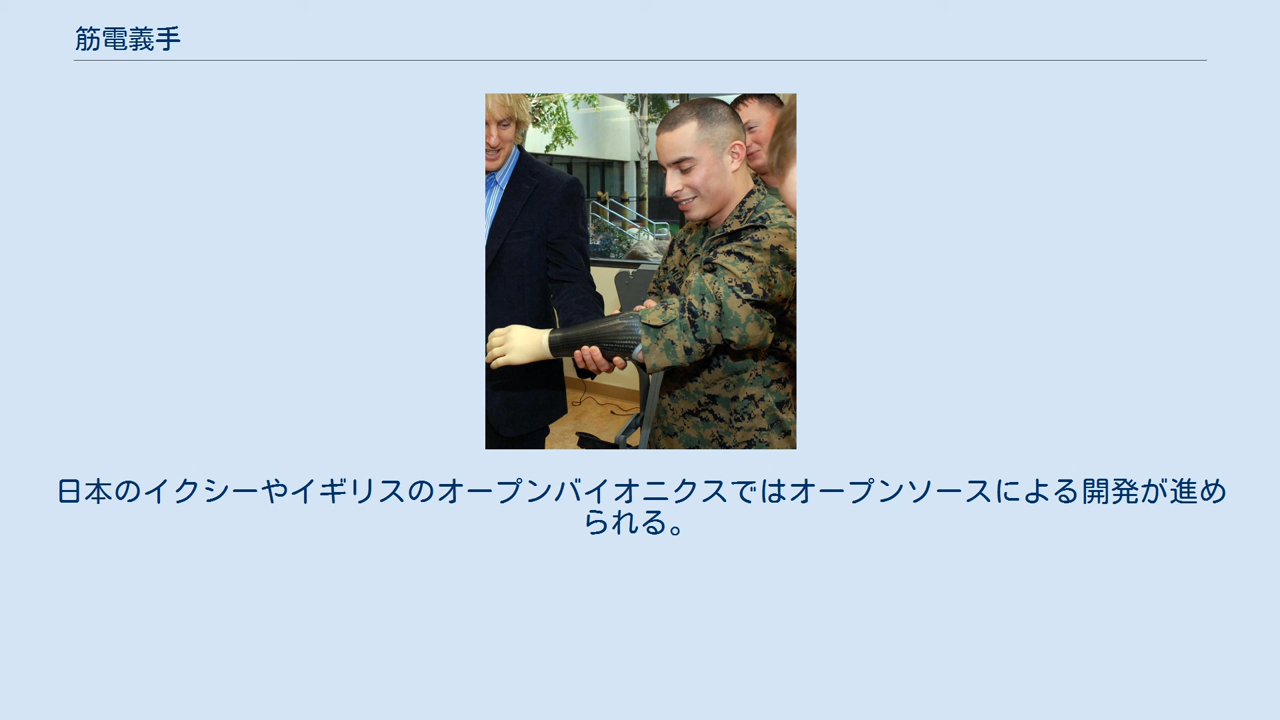 筋電義手
日本のイクシーやイギリスのオープンバイオニクスではオープンソースによる開発が進め
られる。